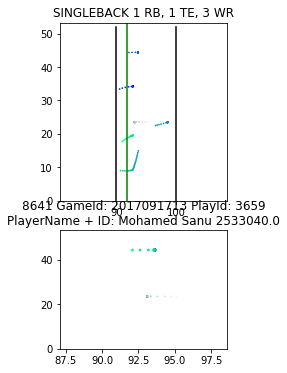 SINGLEBACK 1 RB, 1 TE, 3 WR
50
40
30
20
10
0
90 100
8641 GameId: 2017091713 PlayId: 3659
PlayerName + ID: Mohamed Sanu 2533040.0
40
20
0
87.5 90.0 92.5 95.0 97.5